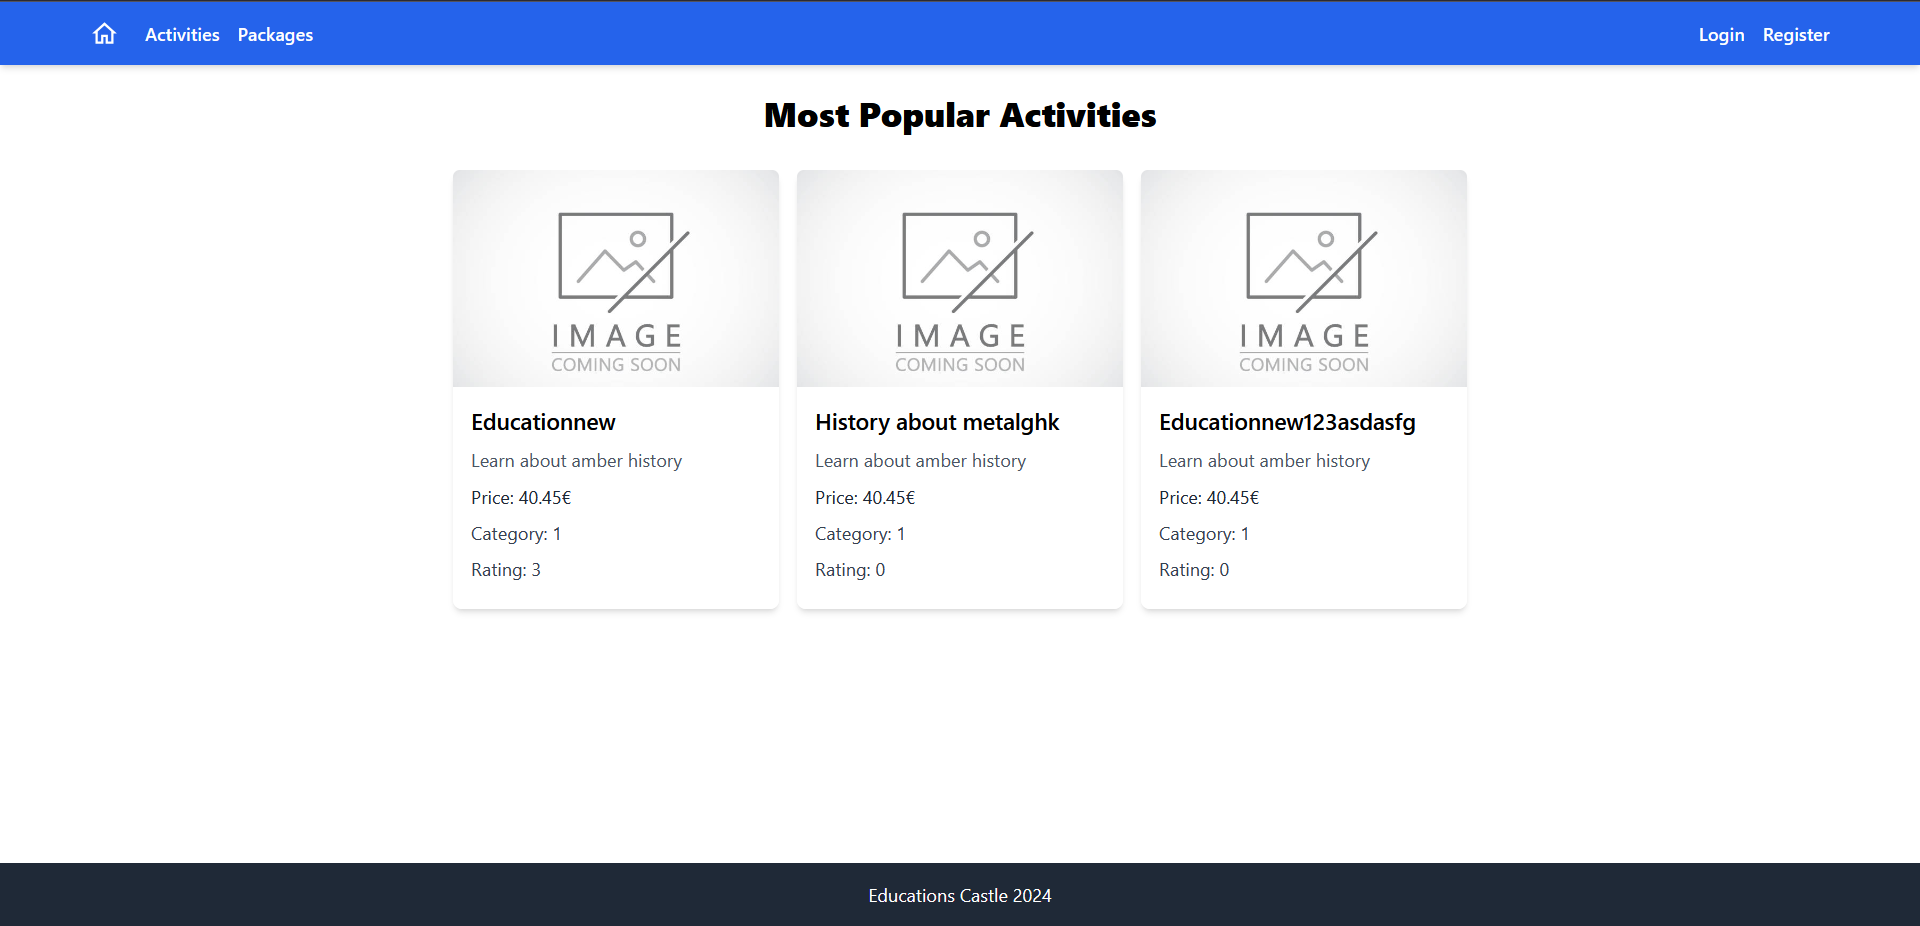 Activities Packages Login Register
Most Popular Activities
IMAGE
COMING SOON
Educationnew
Learn about amber history
Price: 40.45€
Category: 1
Rating: 3
IMAGE
COMING SOON
History about metalghk
Learn about amber history
Price: 40.45€
Category: 1
Rating: 0
IMAGE
COMING SOON
Educationnew123asdasfg
Learn about amber history
Price: 40.45€
Category: 1
Rating: 0
Educations Castle 2024